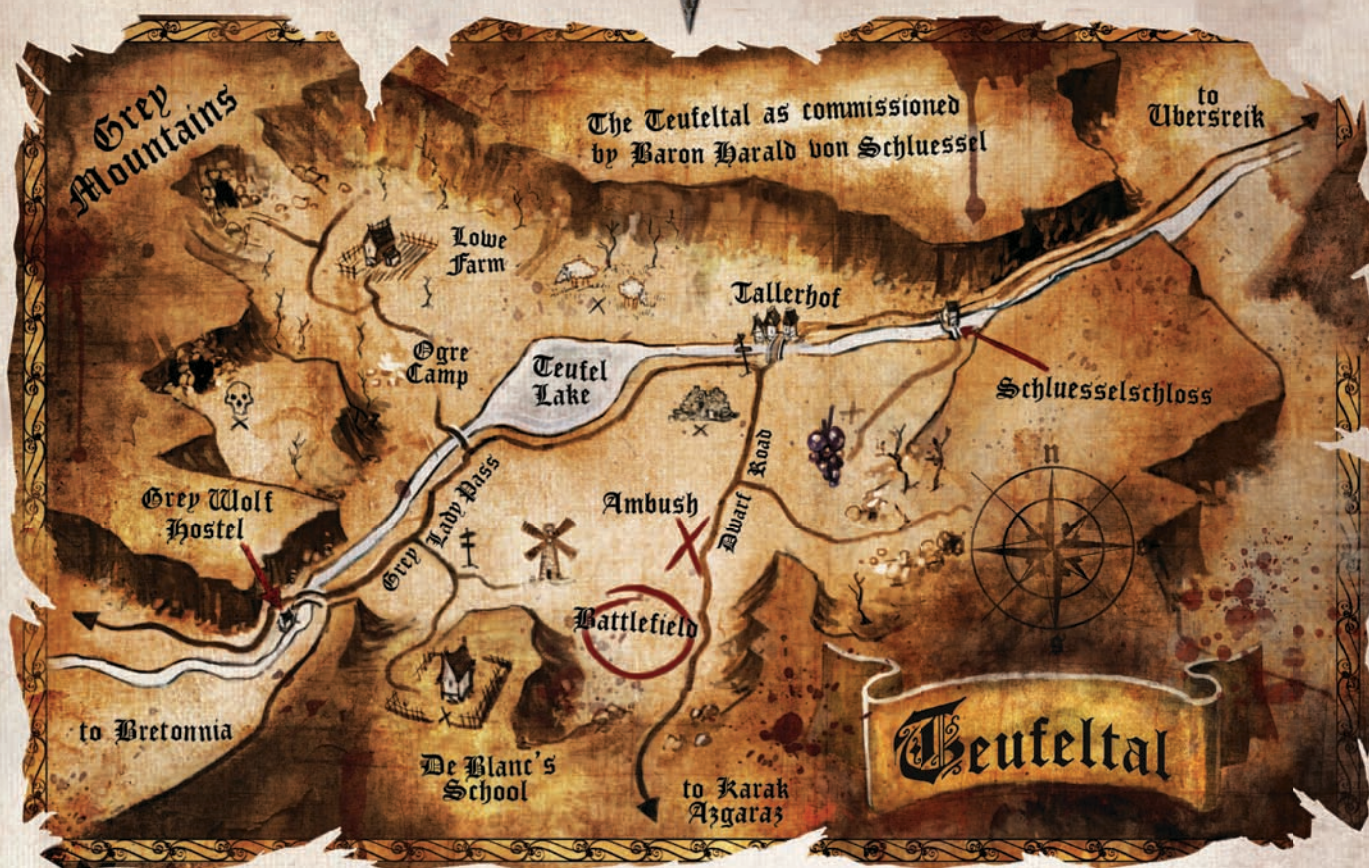 Grey
Mountains
The Teufeltal as commissioned
by Baron Harald von Schluessel
to
Ubersreik
Lowe
Farm
Tallerhof
Ogre
Camp
Teufel
Lake
Schluesselschloss
Grey Wolf
Hostel
Grey Lady Pass
Ambush
Dwarf Road
n
Battlefield
s
to Bretonnia
De Blanc's
School
to Karak
Azgaraz
Teufeltal